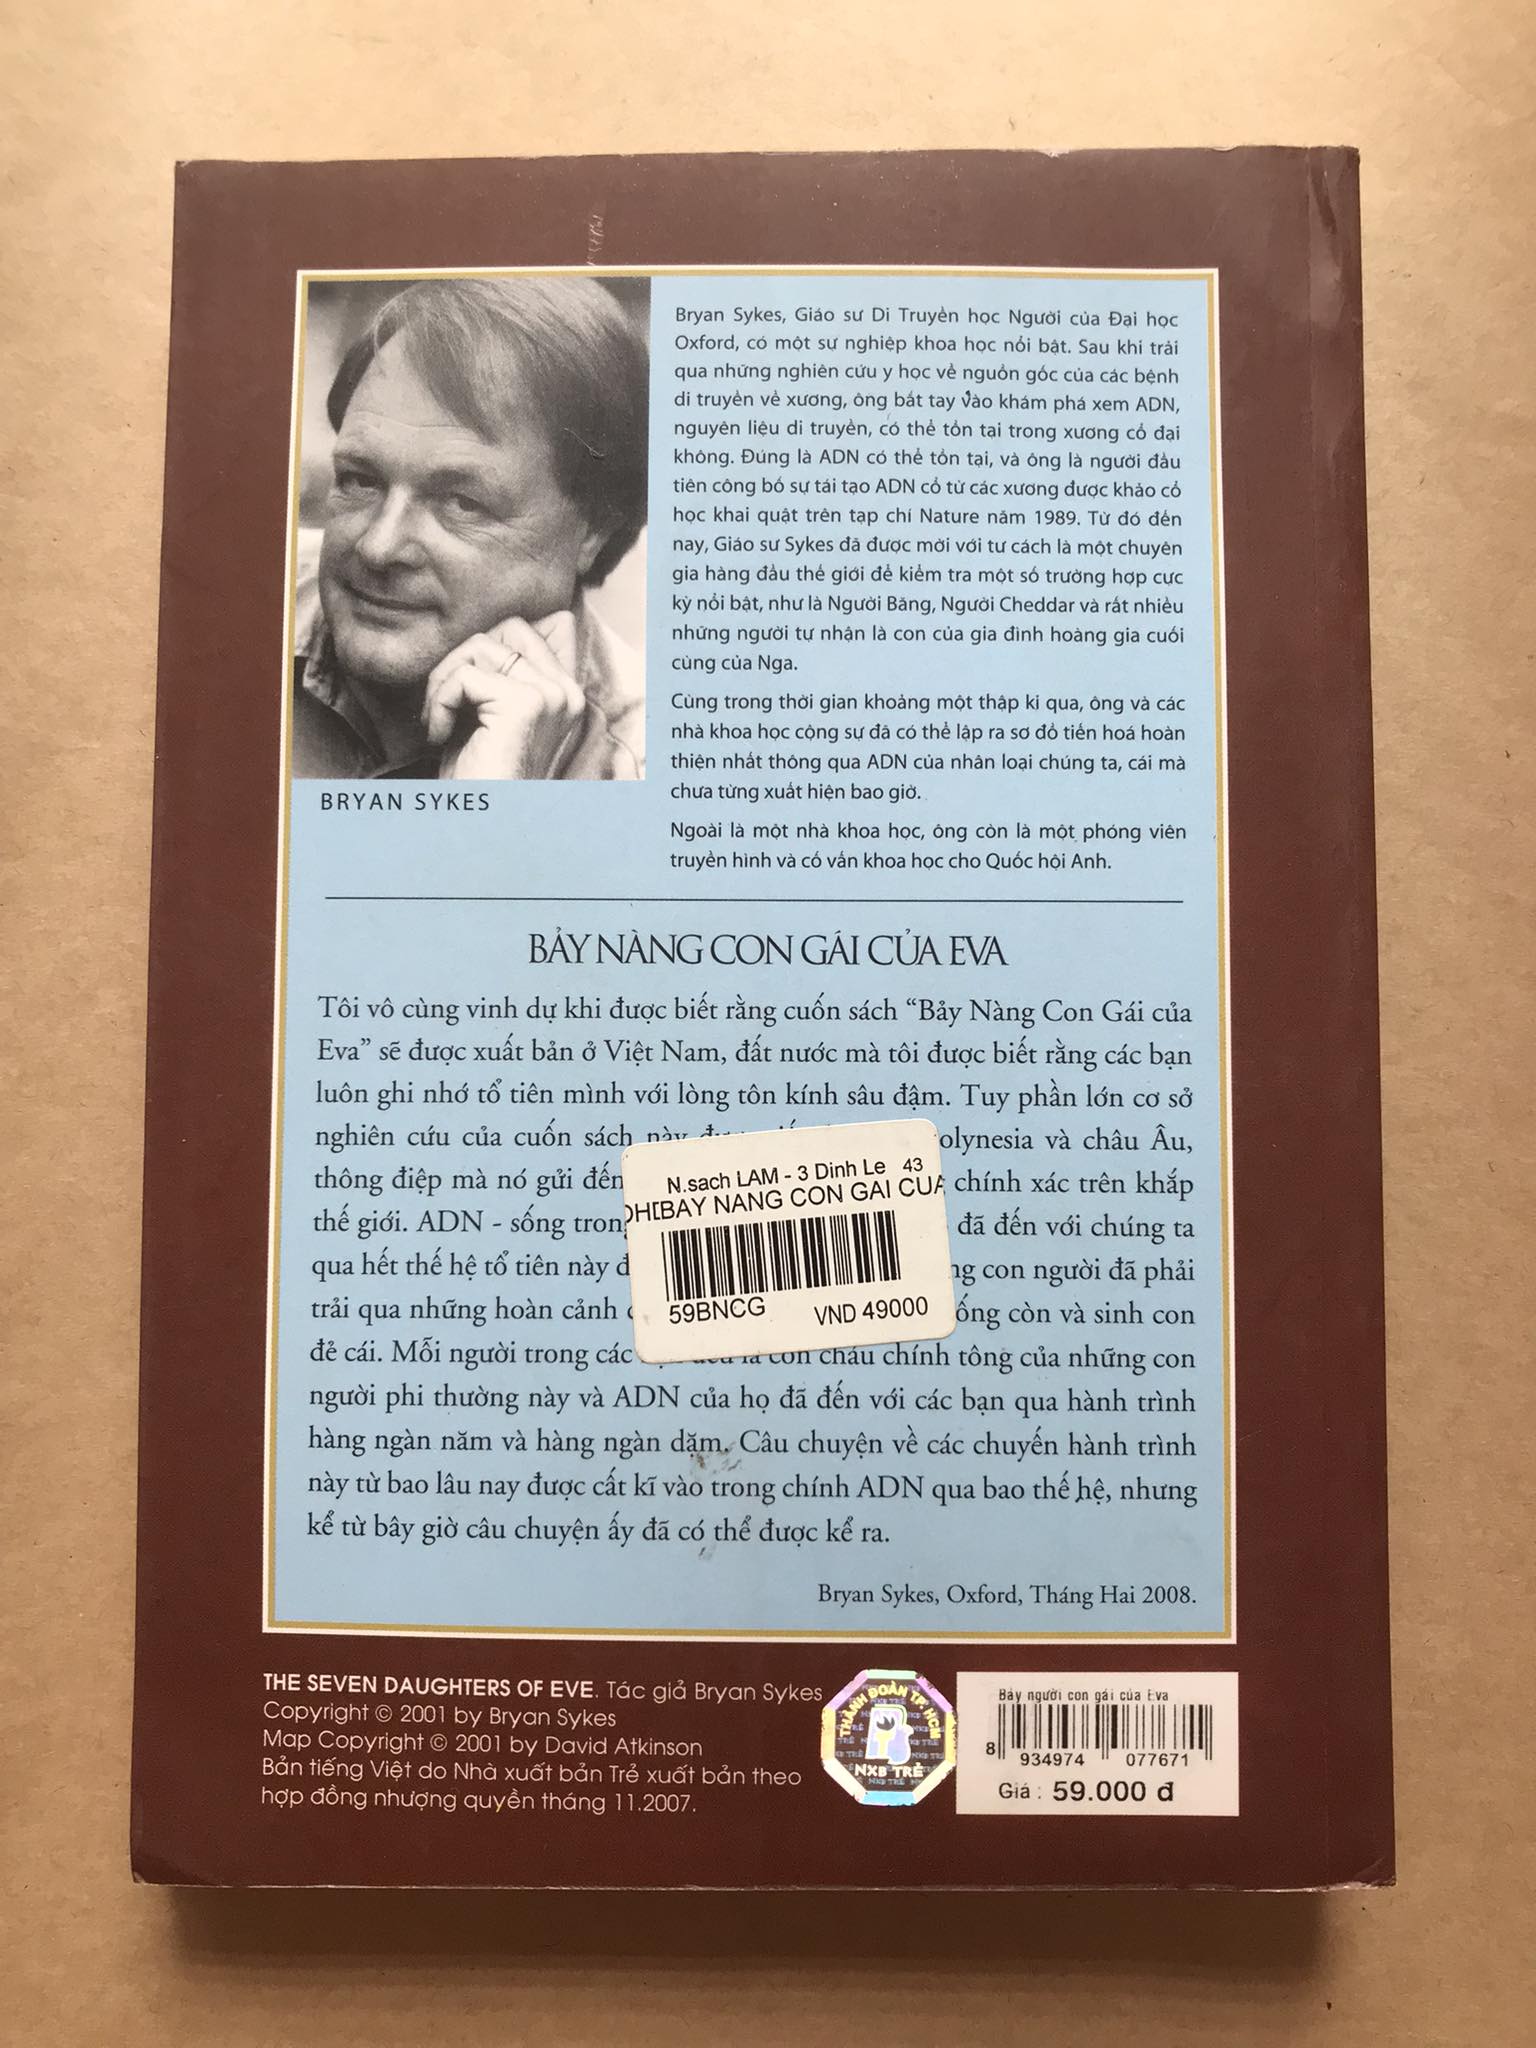 Bryan Sykes, Giáo sư Di Truyền học Người của Đại học
Oxford, có một sự nghiệp khoa học nổi bật. Sau khi trải
qua những nghiên cứu y học về nguồn gốc của các bệnh
di truyền về xương, ông bắt tay vào khám phá xem ADN,
nguyên liệu di truyền, có thể tồn tại trong xương cổ đại
không. Đúng là ADN có thể tồn tại, và ông là người đầu
tiên công bố sự tái tạo ADN cổ từ các xương được khảo cổ
học khai quật trên tạp chí Nature năm 1989. Từ đó đến
nay, Giáo sư Sykes đã được mời với tư cách là một chuyên
gia hàng đầu thế giới để kiểm tra một số trường hợp cực
kỳ nổi bật, như là Người Băng, Người Cheddar và rất nhiều
những người tự nhận là con của gia đình hoàng gia cuối
cùng của Nga.
Cùng trong thời gian khoảng một thập kỉ qua, ông và các
nhà khoa học cộng sự đã có thể lập ra sơ đồ tiến hoá hoàn
thiện nhất thông qua ADN của nhân loại chúng ta, cái mà
chưa từng xuất hiện bao giờ.
Ngoài là một nhà khoa học, ông còn là một phóng viên
truyền hình và cố vấn khoa học cho Quốc hội Anh.
BRYAN SYKES
BẢY NÀNG CON GÁI CỦA EVA
Tôi vô cùng vinh dự khi được biết rằng cuốn sách “Bảy Nàng Con Gái của
Eva” sẽ được xuất bản ở Việt Nam, đất nước mà tôi được biết rằng các bạn
luôn ghi nhớ tổ tiên mình với lòng tôn kính sâu đậm. Tuy phần lớn cơ sở
nghiên cứu của cuốn sách này olynesia và châu Âu,
thông điệp mà nó gửi đến chính xác trên khắp
thế giới. ADN - sống trong đã đến với chúng ta
qua hết thế hệ tổ tiên này con người đã phải
trải qua những hoàn cảnh và sinh con
đẻ cái. Mỗi người trong các con cháu chính tông của những con
người phi thường này và ADN của họ đã đến với các bạn qua hành trình
hàng ngàn năm và hàng ngàn dặm. Câu chuyện về các chuyến hành trình
này từ bao lâu nay được cất kĩ vào trong chính ADN qua bao thế hệ, nhưng
kể từ bây giờ câu chuyện ấy đã có thể được kể ra.
Bryan Sykes, Oxford, Tháng Hai 2008.
N.sach LAM - 3 Dinh Le 43
BAY NANG CON GAI CUA
59BNCG VND 49000
THE SEVEN DAUGHTERS OF EVE. Tác giả Bryan Sykes
Copyright © 2001 by Bryan Sykes
Map Copyright © 2001 by David Atkinson
Bản tiếng Việt do Nhà xuất bản Trẻ xuất bản theo
hợp đồng nhượng quyền tháng 11.2007.
THÀNH ĐOÀN TP. HCM
NXB TRẺ
Bảy người con gái của Eva
8 934974 077671
Giá : 59.000 đ